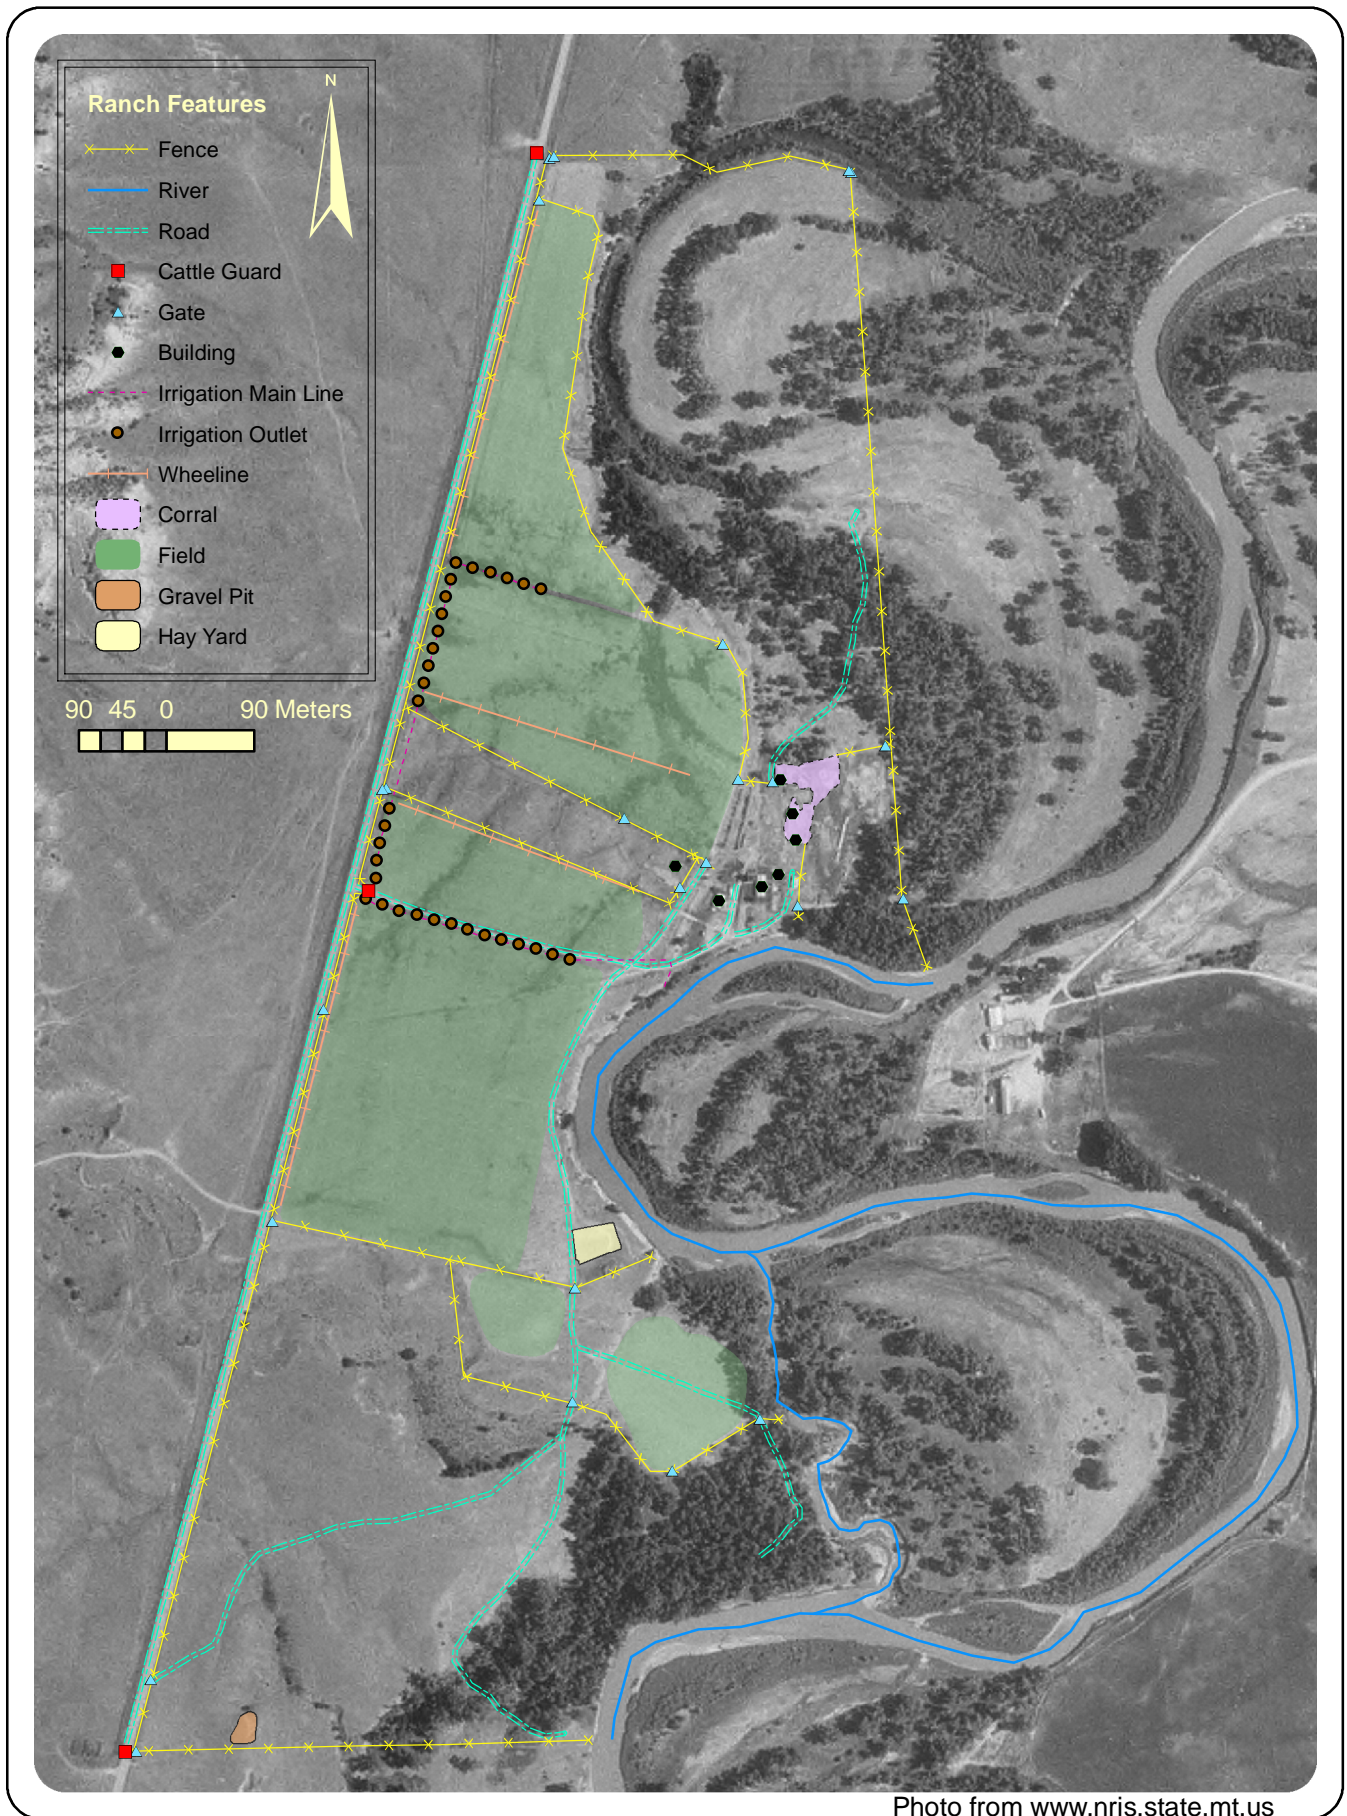 N
Ranch Features
Fence
River
Road
Cattle Guard
Gate
Building
Irrigation Main Line
Irrigation Outlet
Wheeline
Corral
Field
Gravel Pit
Hay Yard
90 45 0 90 Meters
Photo from www.nris.state.mt.us